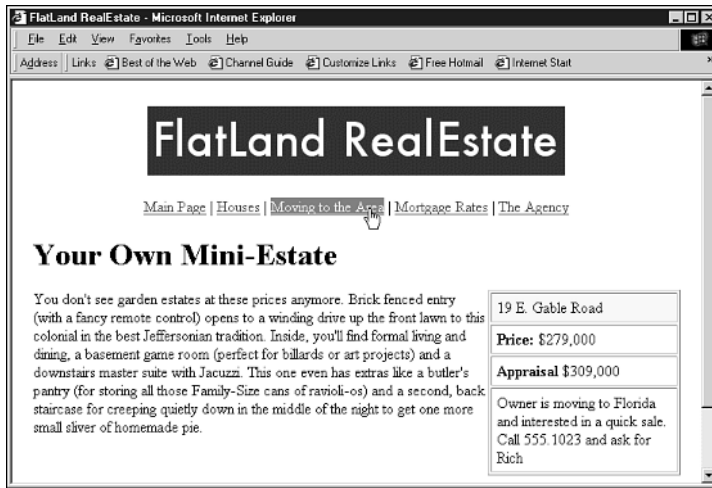 FlatLand RealEstate - Microsoft Internet Explorer
File Edit View Favorites Tools Help
Address Links Best of the Web Channel Guide Customize Links Free Hotmail Internet Start
FlatLand RealEstate
Main Page | Houses | Moving to the Area | Mortgage Rates | The Agency
Your Own Mini-Estate
You don't see garden estates at these prices anymore. Brick fenced entry
(with a fancy remote control) opens to a winding drive up the front lawn to this
colonial in the best Jeffersonian tradition. Inside, you'll find formal living and
dining, a basement game room (perfect for billards or art projects) and a
downstairs master suite with Jacuzzi. This one even has extras like a butler's
pantry (for storing all those Family-Size cans of ravioli-os) and a second, back
staircase for creeping quietly down in the middle of the night to get one more
small sliver of homemade pie.
19 E. Gable Road
Price: $279,000
Appraisal $309,000
Owner is moving to Florida
and interested in a quick sale.
Call 555.1023 and ask for
Rich